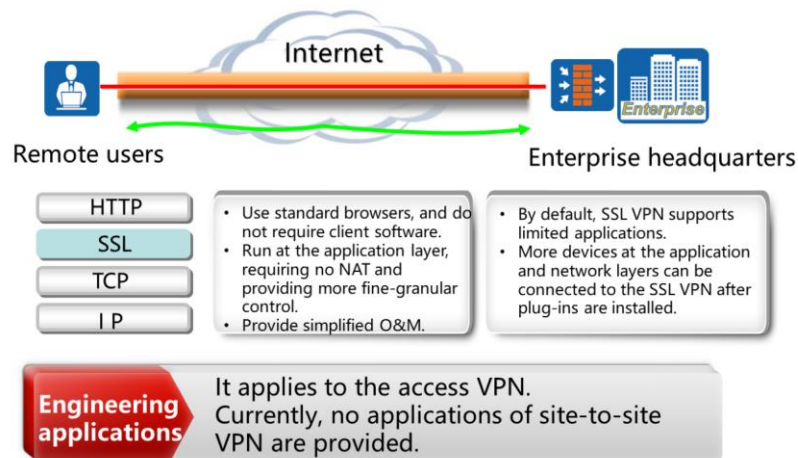 Internet
Enterprise
Remote users
Enterprise headquarters
HTTP
SSL
TCP
I P
• Use standard browsers, and do
not require client software.
• Run at the application layer,
requiring no NAT and
providing more fine-granular
control.
• Provide simplified O&M.
• By default, SSL VPN supports
limited applications.
• More devices at the application
and network layers can be
connected to the SSL VPN after
plug-ins are installed.
Engineering
applications
It applies to the access VPN.
Currently, no applications of site-to-site
VPN are provided.